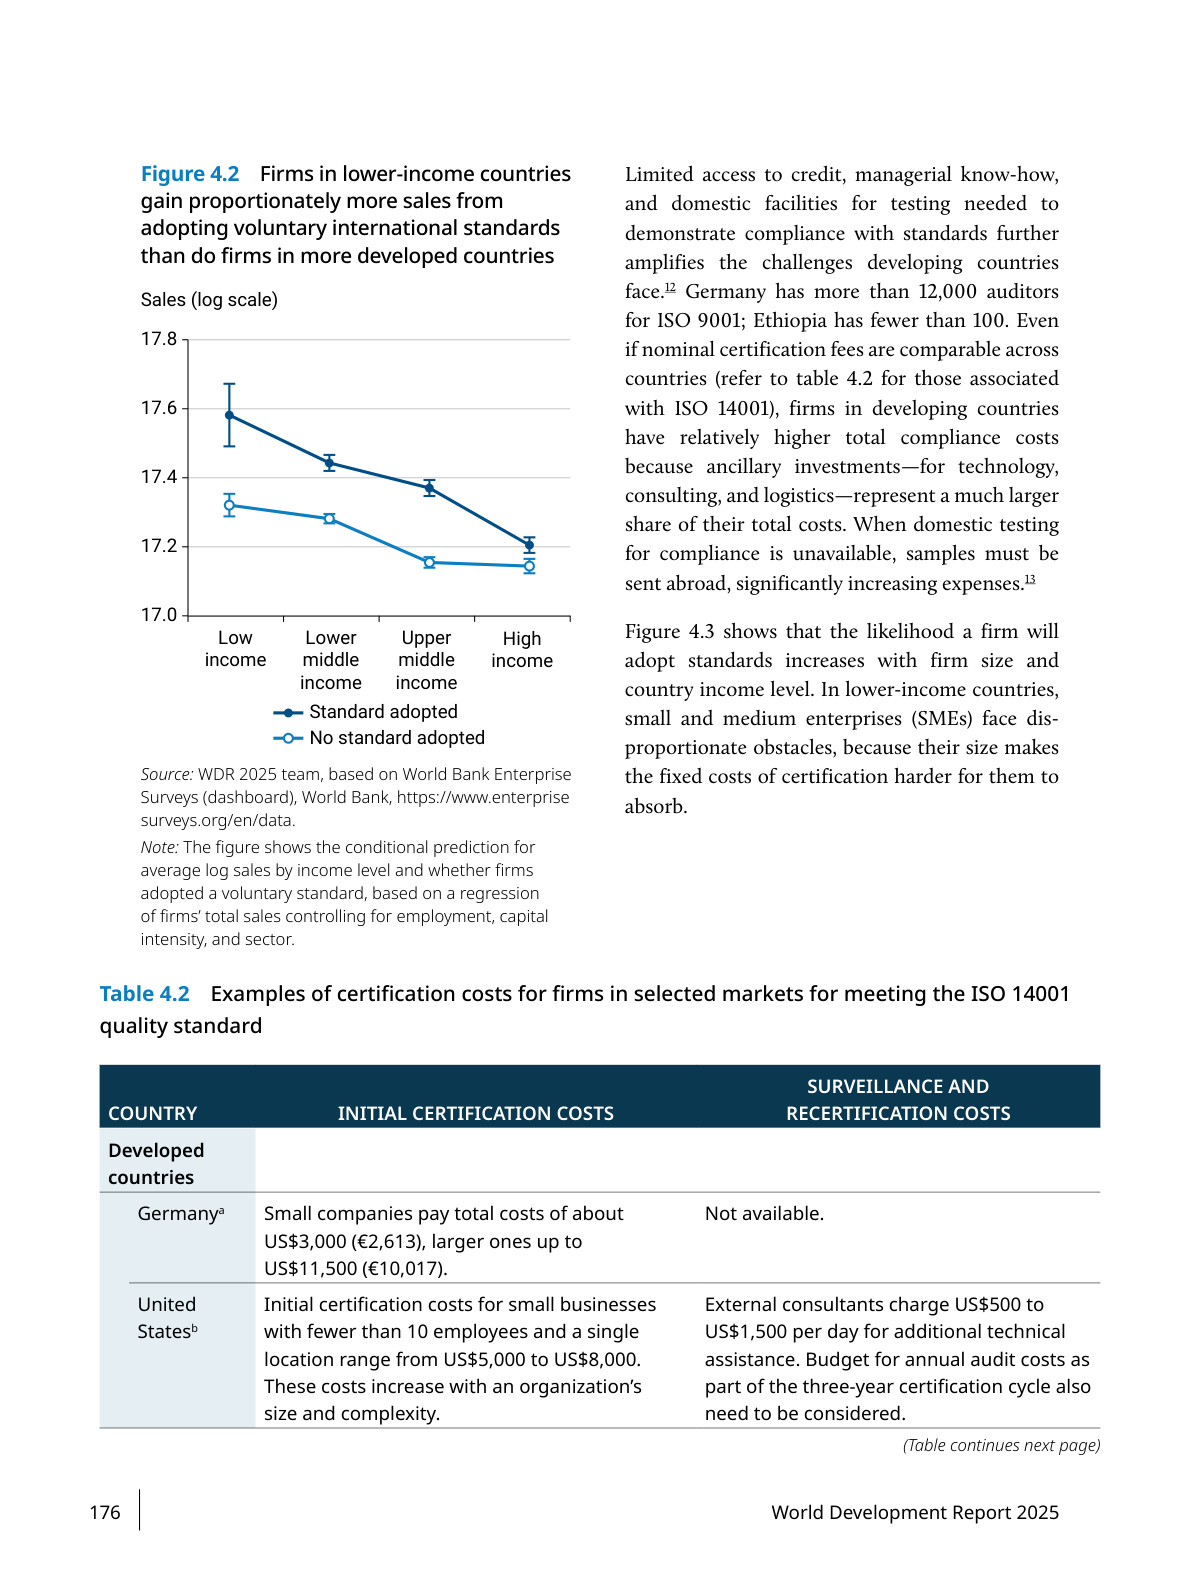 Figure 4.2 Firms in lower-income countries
gain proportionately more sales from
adopting voluntary international standards
than do firms in more developed countries
Sales (log scale)
17.8
17.6
17.4
17.2
17.0
Low
income
Lower
middle
income
Upper
middle
income
High
income
Standard adopted
No standard adopted
Source: WDR 2025 team, based on World Bank Enterprise
Surveys (dashboard), World Bank, https://www.enterprise
surveys.org/en/data.
Note: The figure shows the conditional prediction for
average log sales by income level and whether firms
adopted a voluntary standard, based on a regression
of firms’ total sales controlling for employment, capital
intensity, and sector.
Limited access to credit, managerial know-how,
and domestic facilities for testing needed to
demonstrate compliance with standards further
amplifies the challenges developing countries
face.12 Germany has more than 12,000 auditors
for ISO 9001; Ethiopia has fewer than 100. Even
if nominal certification fees are comparable across
countries (refer to table 4.2 for those associated
with ISO 14001), firms in developing countries
have relatively higher total compliance costs
because ancillary investments—for technology,
consulting, and logistics—represent a much larger
share of their total costs. When domestic testing
for compliance is unavailable, samples must be
sent abroad, significantly increasing expenses.13
Figure 4.3 shows that the likelihood a firm will
adopt standards increases with firm size and
country income level. In lower-income countries,
small and medium enterprises (SMEs) face dis-
proportionate obstacles, because their size makes
the fixed costs of certification harder for them to
absorb.
Table 4.2 Examples of certification costs for firms in selected markets for meeting the ISO 14001
quality standard
COUNTRY
INITIAL CERTIFICATION COSTS
SURVEILLANCE AND
RECERTIFICATION COSTS
Developed
countries
Germanya
Small companies pay total costs of about
US$3,000 (€2,613), larger ones up to
US$11,500 (€10,017).
Not available.
United
Statesb
Initial certification costs for small businesses
with fewer than 10 employees and a single
location range from US$5,000 to US$8,000.
These costs increase with an organization’s
size and complexity.
External consultants charge US$500 to
US$1,500 per day for additional technical
assistance. Budget for annual audit costs as
part of the three-year certification cycle also
need to be considered.
(Table continues next page)
176
World Development Report 2025